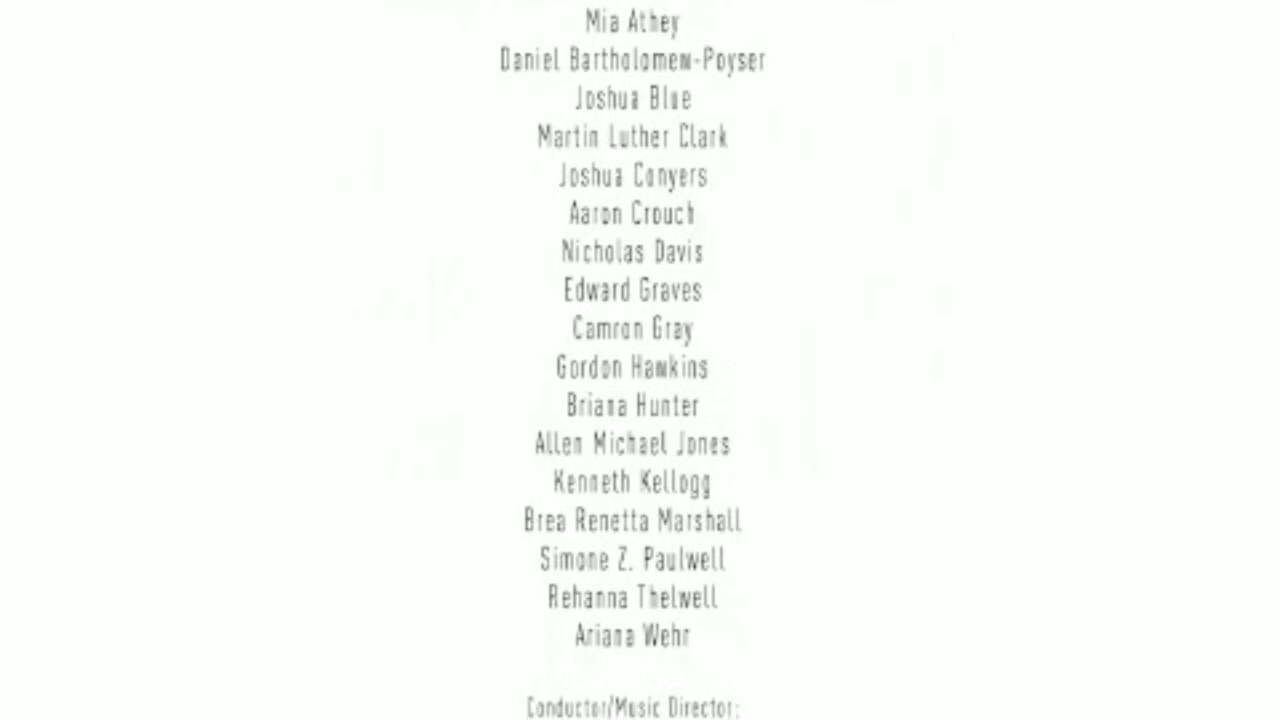 Mia Athey
Daniel Bartholomew-Poyser
Joshua Blue
Martin Luther Clark
Joshua Conyers
Aaron Crouch
Nicholas Davis
Edward Graves
Camron Gray
Gordon Hawkins
Briana Hunter
Allen Michael Jones
Kenneth Kellogg
Brea Renetta Marshall
Simone Z. Paulwell
Rehanna Thelwell
Ariana Wehr
Conductor/Music Director: